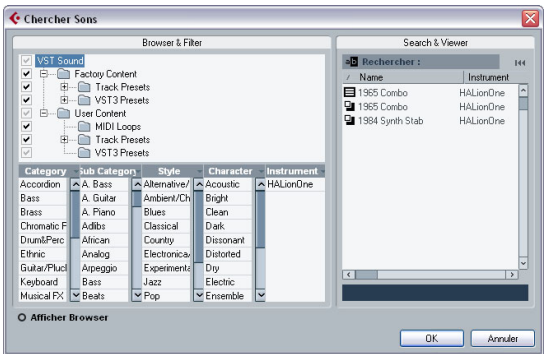 Chercher Sons
Browser & Filter
VST Sound
Factory Content
Track Presets
VST3 Presets
User Content
MIDI Loops
Track Presets
VST3 Presets
Category Sub Categor Style Character Instrument
Accordion A. Bass Alternative/ Acoustic HALionOne
Bass A. Guitar Ambient/Ch Bright
Brass A. Piano Blues Clean
Chromatic P Adlibs Classical Dark
Drum&Perc African Country Dissonant
Ethnic Analog Electronica/ Distorted
Guitar/Pluck Arpeggio Experimenta Dry
Keyboard Bass Jazz Electric
Musical FX Beats Pop Ensemble
Afficher Browser
Search & Viewer
Rechercher :
/ Name Instrument
1965 Combo HALionOne
1965 Combo HALionOne
1984 Synth Stab HALionOne
OK Annuler